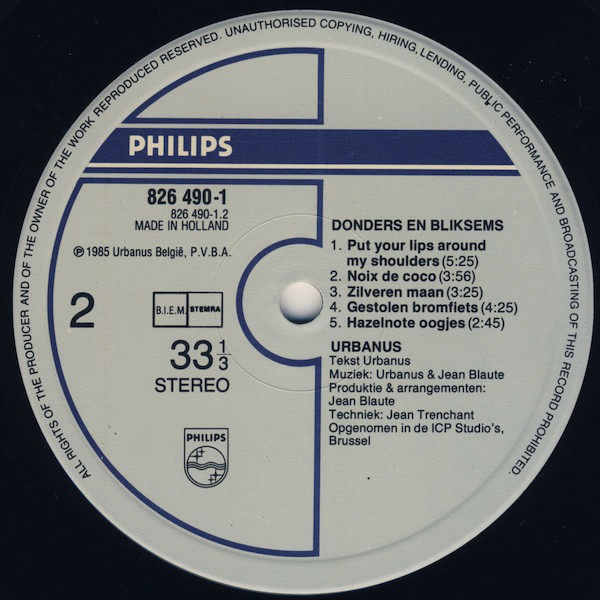 ALL RIGHTS OF THE PRODUCER AND OF THE OWNER OF THE WORK REPRODUCED RESERVED. UNAUTHORISED COPYING, HIRING, LENDING, PUBLIC PERFORMANCE AND BROADCASTING OF THIS RECORD PROHIBITED.
PHILIPS
826 490-1
826 490-1.2
MADE IN HOLLAND
℗ 1985 Urbanus België, P.V.B.A.
2
B.I.E.M. STEMRA
33 1/3
STEREO
PHILIPS
DONDERS EN BLIKSEMS
1. Put your lips around
my shoulders (5:25)
2. Noix de coco (3:56)
3. Zilveren maan (3:25)
4. Gestolen bromfiets (4:25)
5. Hazelnote oogjes (2:45)
URBANUS
Tekst Urbanus
Muziek: Urbanus & Jean Blaute
Produktie & arrangementen:
Jean Blaute
Techniek: Jean Trenchant
Opgenomen in de ICP Studio's,
Brussel